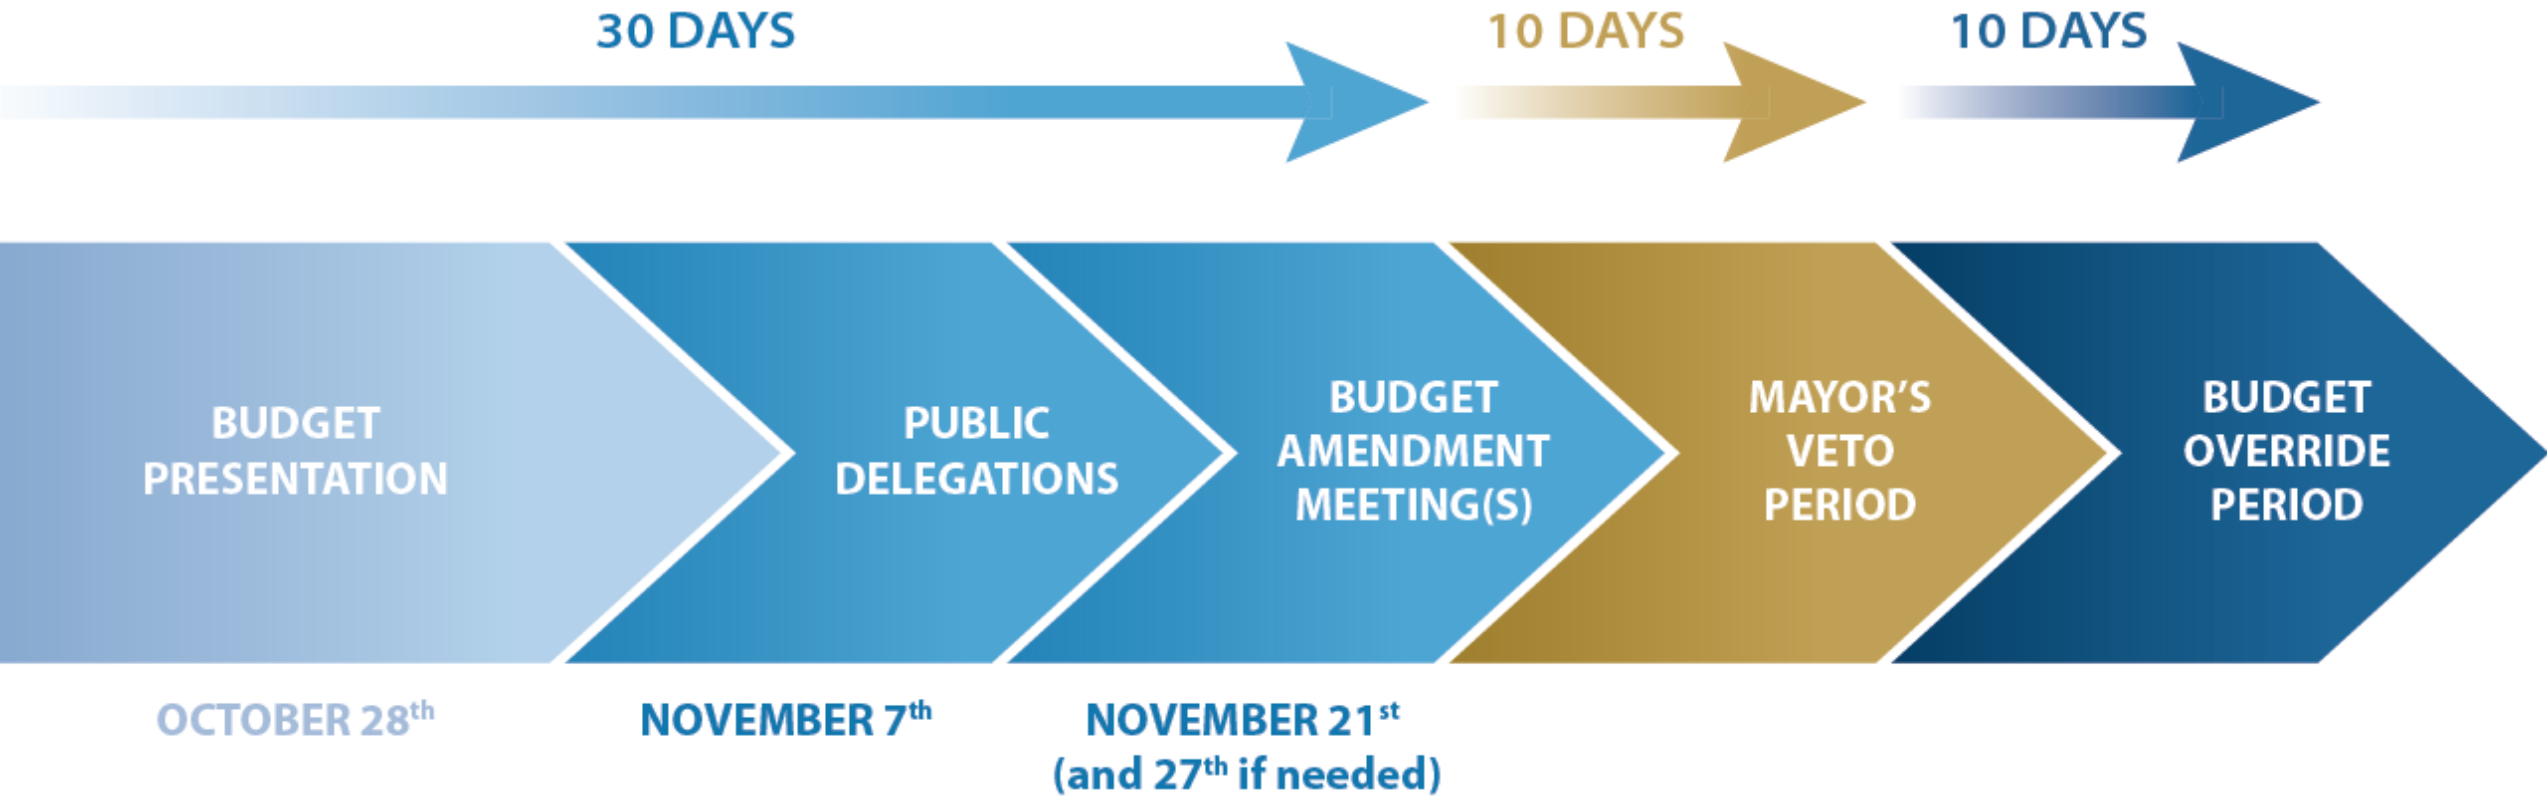 30 DAYS
10 DAYS
10 DAYS
BUDGET
PRESENTATION
PUBLIC
DELEGATIONS
BUDGET
AMENDMENT
MEETING(S)
MAYOR’S
VETO
PERIOD
BUDGET
OVERRIDE
PERIOD
OCTOBER 28th
NOVEMBER 7th
NOVEMBER 21st
(and 27th if needed)